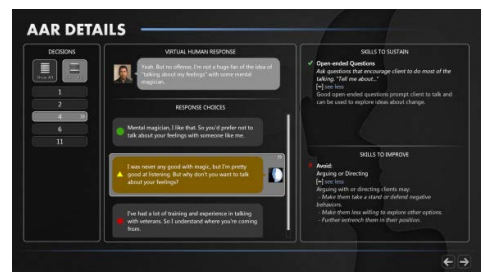 AAR DETAILS
DECISIONS
Show All
1
2
4
6
11
VIRTUAL HUMAN RESPONSE
Yeah. But no offense, I'm not a huge fan of the idea of
"talking about my feelings" with some mental
magician.
RESPONSE CHOICES
Mental magician, I like that. So you'd prefer not to
talk about your feelings with someone like me.
I was never any good with magic, but I'm pretty
good at listening. But why don't you want to talk
about your feelings?
I've had a lot of training and experience in talking
with veterans. So I understand where you're coming
from.
SKILLS TO SUSTAIN
Open-ended Questions
Ask questions that encourage client to do most of the
talking. "Tell me about..."
[-] see less
Good open-ended questions prompt client to talk and
can be used to explore ideas about change.
SKILLS TO IMPROVE
Avoid:
Arguing or Directing
[-] see less
Arguing with or directing clients may:
- Make them take a stand or defend negative
behaviors.
- Make them less willing to explore other options.
- Further entrench them in their position.